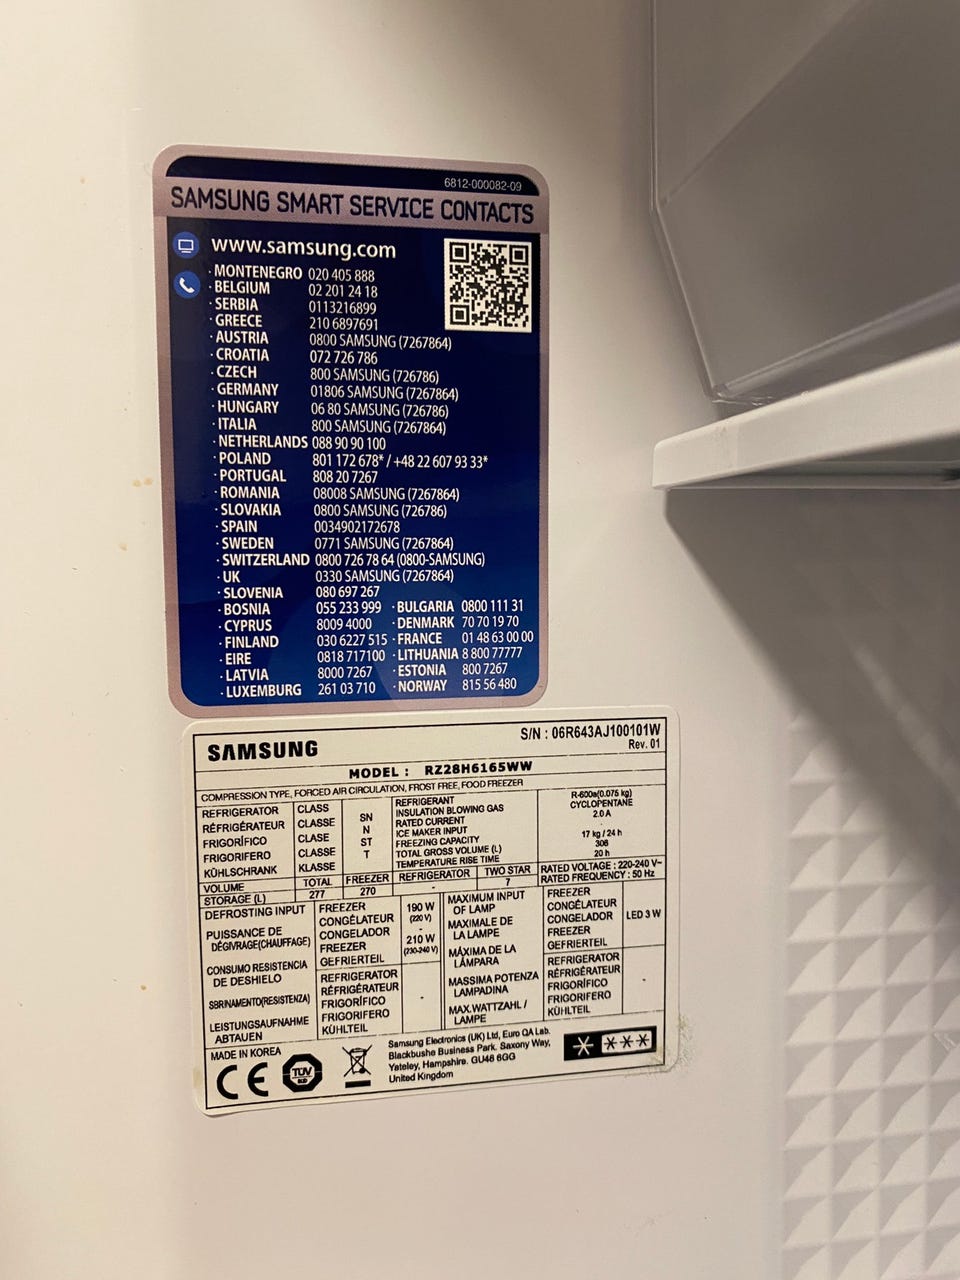 6812-000082-09
SAMSUNG SMART SERVICE CONTACTS
www.samsung.com
· MONTENEGRO 020 405 888
· BELGIUM 02 201 24 18
· SERBIA 0113216899
· GREECE 210 6897691
· AUSTRIA 0800 SAMSUNG (7267864)
· CROATIA 072 726 786
· CZECH 800 SAMSUNG (726786)
· GERMANY 01806 SAMSUNG (7267864)
· HUNGARY 06 80 SAMSUNG (726786)
· ITALIA 800 SAMSUNG (7267864)
· NETHERLANDS 088 90 90 100
· POLAND 801 172 678* / +48 22 607 93 33*
· PORTUGAL 808 20 7267
· ROMANIA 08008 SAMSUNG (7267864)
· SLOVAKIA 0800 SAMSUNG (726786)
· SPAIN 0034902172678
· SWEDEN 0771 SAMSUNG (7267864)
· SWITZERLAND 0800 726 78 64 (0800-SAMSUNG)
· UK 0330 SAMSUNG (7267864)
· SLOVENIA 080 697 267
· BOSNIA 055 233 999 · BULGARIA 0800 111 31
· CYPRUS 8009 4000 · DENMARK 70 70 19 70
· FINLAND 030 6227 515 · FRANCE 01 48 63 00 00
· EIRE 0818 717100 · LITHUANIA 8 800 77777
· LATVIA 8000 7267 · ESTONIA 800 7267
· LUXEMBURG 261 03 710 · NORWAY 815 56 480
SAMSUNG
S/N : 06R643AJ100101W
Rev. 01
MODEL : RZ28H6165WW
COMPRESSION TYPE, FORCED AIR CIRCULATION, FROST FREE, FOOD FREEZER
REFRIGERATOR
RÉFRIGÉRATEUR
FRIGORÍFICO
FRIGORIFERO
KÜHLSCHRANK
CLASS
CLASSE
CLASE
CLASSE
KLASSE
SN
N
ST
T
REFRIGERANT R-600a(0.075 kg)
INSULATION BLOWING GAS CYCLOPENTANE
RATED CURRENT 2.0 A
ICE MAKER INPUT
FREEZING CAPACITY 17 kg / 24 h
TOTAL GROSS VOLUME (L) 306
TEMPERATURE RISE TIME 20 h
VOLUME TOTAL FREEZER REFRIGERATOR TWO STAR
STORAGE (L) 277 270 - 7
RATED VOLTAGE : 220-240 V~
RATED FREQUENCY : 50 Hz
DEFROSTING INPUT
PUISSANCE DE
DÉGIVRAGE(CHAUFFAGE)
CONSUMO RESISTENCIA
DE DESHIELO
SBRINAMENTO(RESISTENZA)
LEISTUNGSAUFNAHME
ABTAUEN
FREEZER
CONGÉLATEUR
CONGELADOR
FREEZER
GEFRIERTEIL
190 W
(220 V)
-
210 W
(230-240 V)
REFRIGERATOR
RÉFRIGÉRATEUR
FRIGORÍFICO
FRIGORIFERO
KÜHLTEIL
-
MAXIMUM INPUT
OF LAMP
MAXIMALE DE
LA LAMPE
MÁXIMA DE LA
LÁMPARA
MASSIMA POTENZA
LAMPADINA
MAX.WATTZAHL /
LAMPE
FREEZER
CONGÉLATEUR
CONGELADOR
FREEZER
GEFRIERTEIL
LED 3 W
REFRIGERATOR
RÉFRIGÉRATEUR
FRIGORÍFICO
FRIGORIFERO
KÜHLTEIL
-
MADE IN KOREA
CE
TÜV
SÜD
Samsung Electronics (UK) Ltd, Euro QA Lab.
Blackbushe Business Park, Saxony Way,
Yateley, Hampshire. GU46 6GG
United Kingdom